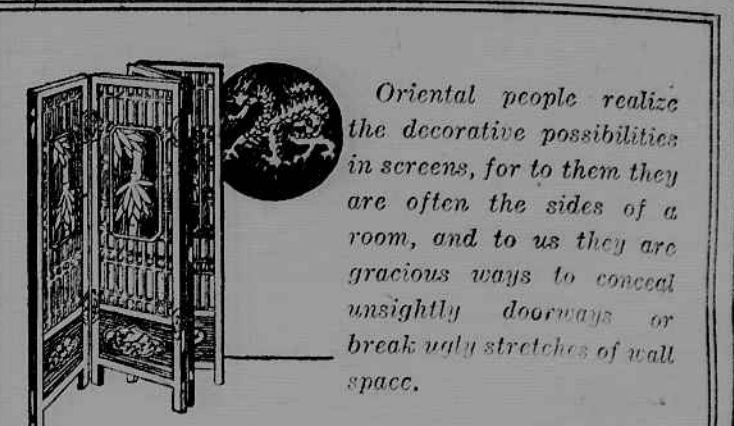 Oriental people realize
the decorative possibilities
in screens, for to them they
are often the sides of a
room, and to us they are
gracious ways to conceal
unsightly doorways or
break ugly stretches of wall
space.